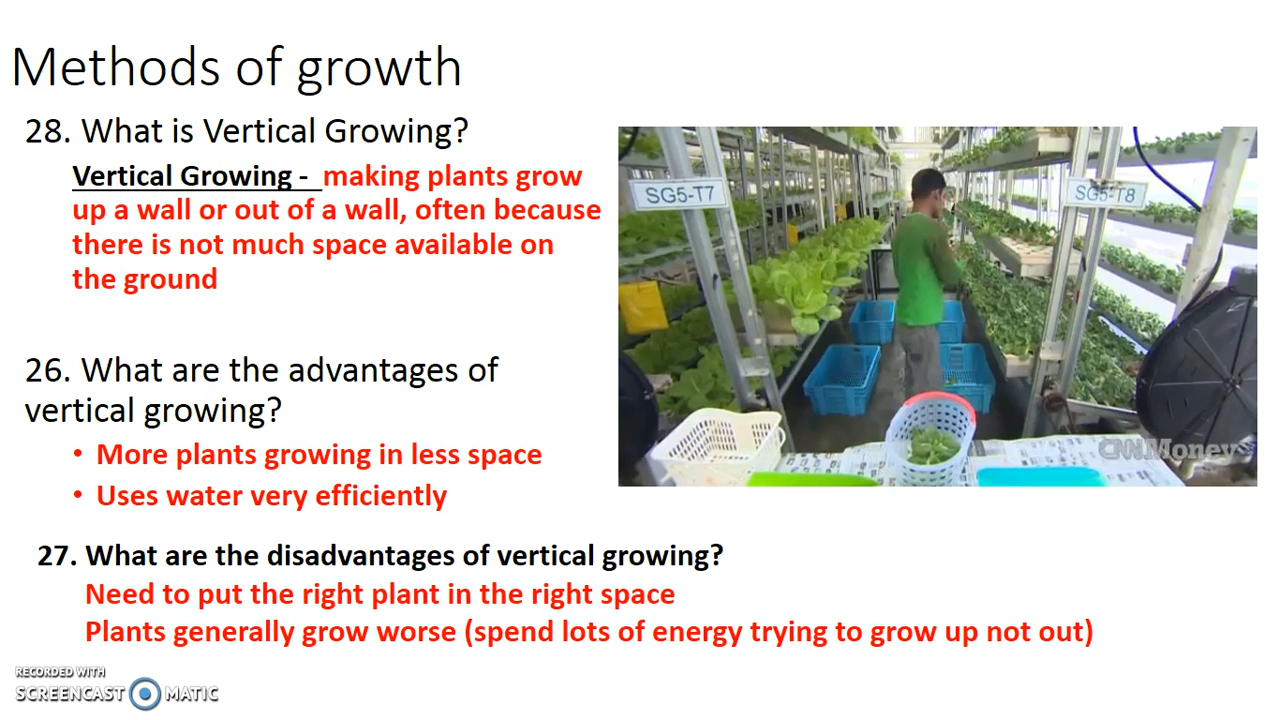 Methods of growth
28. What is Vertical Growing?
Vertical Growing - making plants grow
up a wall or out of a wall, often because
there is not much space available on
the ground
SG5-T7
SG5-T8
CNNMoney
26. What are the advantages of
vertical growing?
• More plants growing in less space
• Uses water very efficiently
27. What are the disadvantages of vertical growing?
Need to put the right plant in the right space
Plants generally grow worse (spend lots of energy trying to grow up not out)
RECORDED WITH
SCREENCAST MATIC